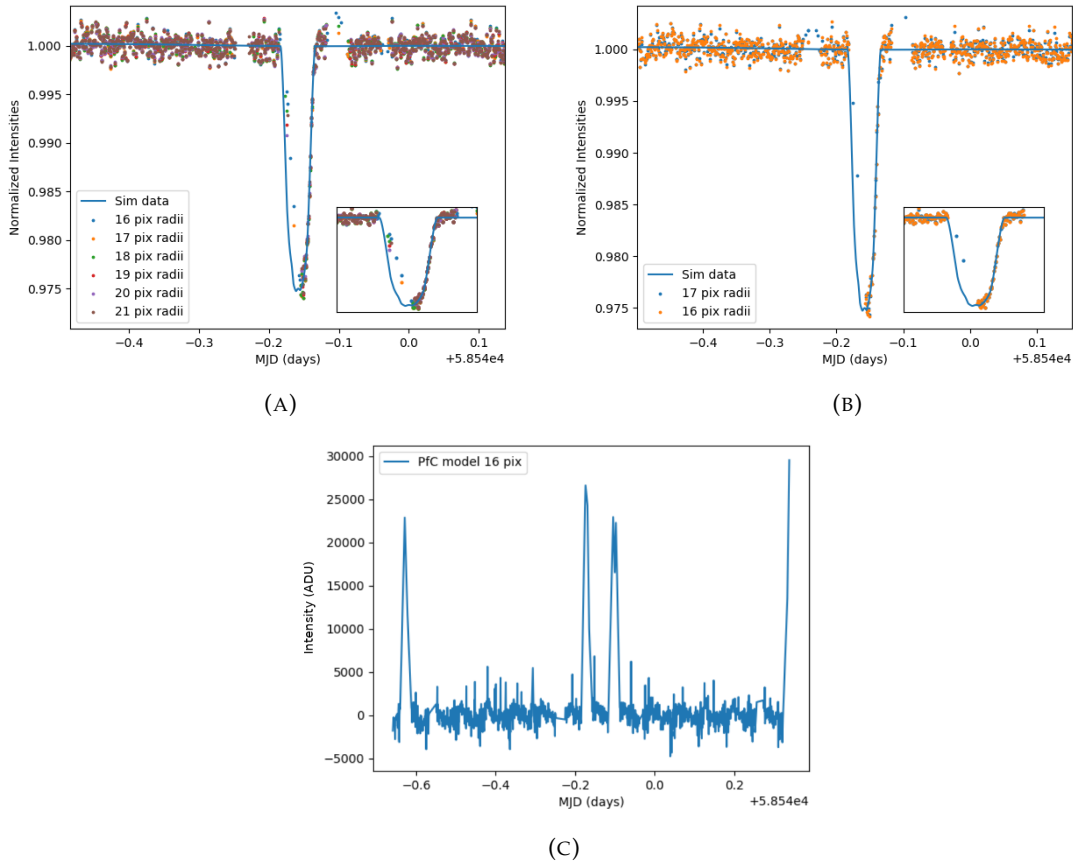 1.000
0.995
0.990
0.985
0.980
0.975
Normalized Intensities
Sim data
16 pix radii
17 pix radii
18 pix radii
19 pix radii
20 pix radii
21 pix radii
−0.4 −0.3 −0.2 −0.1 0.0 0.1
MJD (days)
+5.854e4
(A)
1.000
0.995
0.990
0.985
0.980
0.975
Normalized Intensities
Sim data
17 pix radii
16 pix radii
−0.4 −0.3 −0.2 −0.1 0.0 0.1
MJD (days)
+5.854e4
(B)
30000
25000
20000
15000
10000
5000
0
−5000
Intensity (ADU)
PfC model 16 pix
−0.6 −0.4 −0.2 0.0 0.2
MJD (days)
+5.854e4
(C)